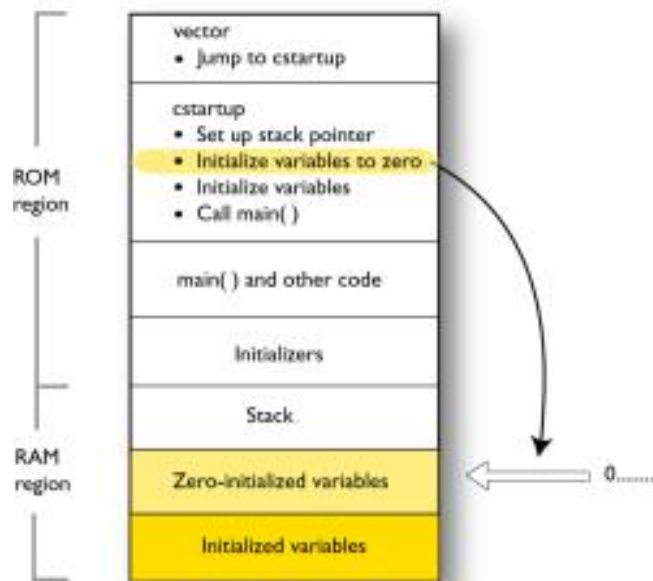 vector
• Jump to cstartup
cstartup
• Set up stack pointer
• Initialize variables to zero
• Initialize variables
• Call main( )
ROM
region
main( ) and other code
Initializers
Stack
RAM
region
Zero-initialized variables
0........
Initialized variables